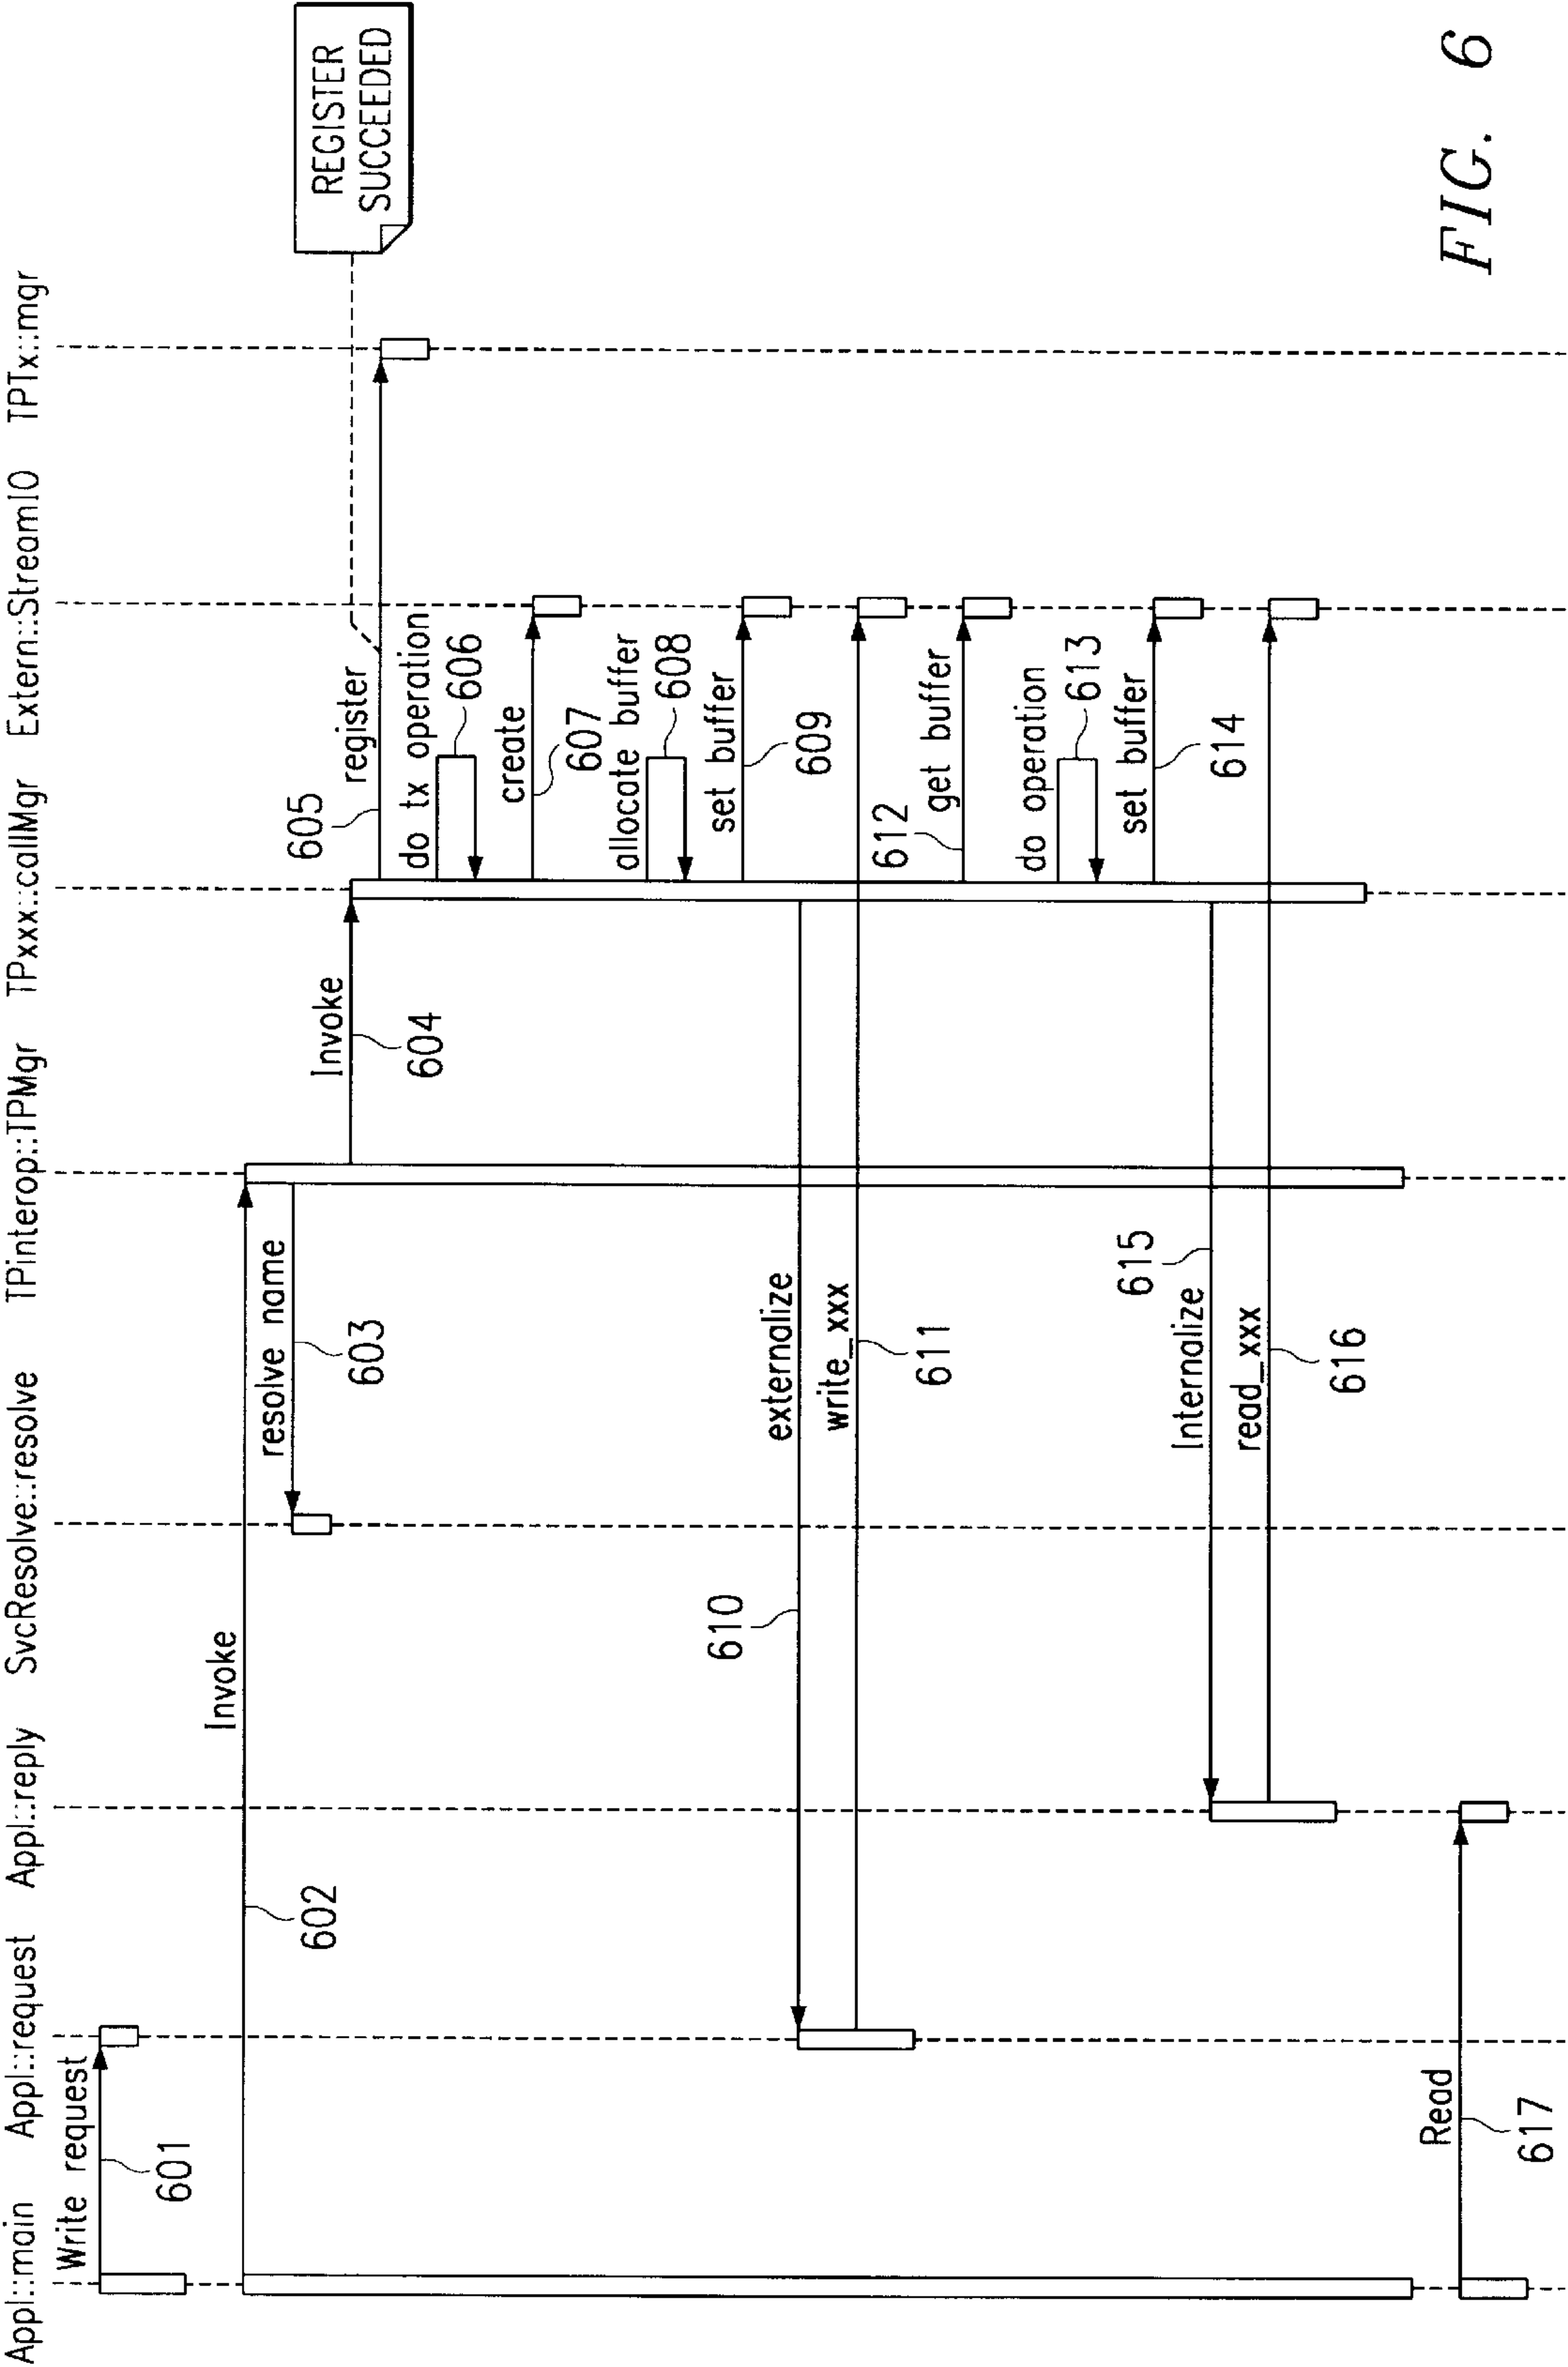 Appl::main
Appl::request
Appl::reply
SvcResolve::resolve
TPinterop::TPMgr
TPxxx::callMgr
Extern::StreamIO
TPTx::mgr
Write request
601
Invoke
602
resolve name
603
Invoke
604
605
register
REGISTER
SUCCEEDED
do tx operation
606
create
607
allocate buffer
608
set buffer
609
externalize
610
write_xxx
611
get buffer
612
do operation
613
set buffer
614
Internalize
615
read_xxx
616
Read
617
FIG. 6